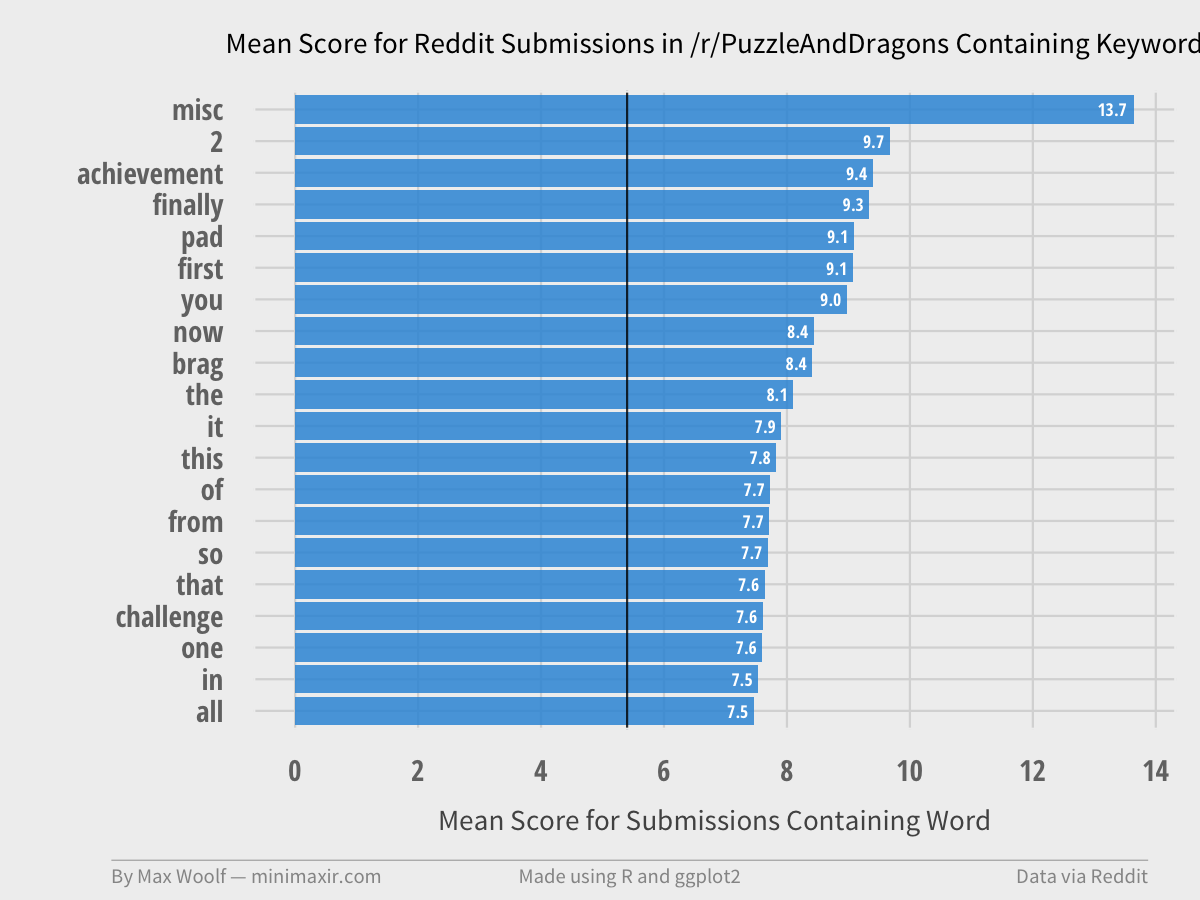 Mean Score for Reddit Submissions in /r/PuzzleAndDragons Containing Keyword
misc 13.7
2 9.7
achievement 9.4
finally 9.3
pad 9.1
first 9.1
you 9.0
now 8.4
brag 8.4
the 8.1
it 7.9
this 7.8
of 7.7
from 7.7
so 7.7
that 7.6
challenge 7.6
one 7.6
in 7.5
all 7.5
0 2 4 6 8 10 12 14
Mean Score for Submissions Containing Word
By Max Woolf — minimaxir.com Made using R and ggplot2 Data via Reddit